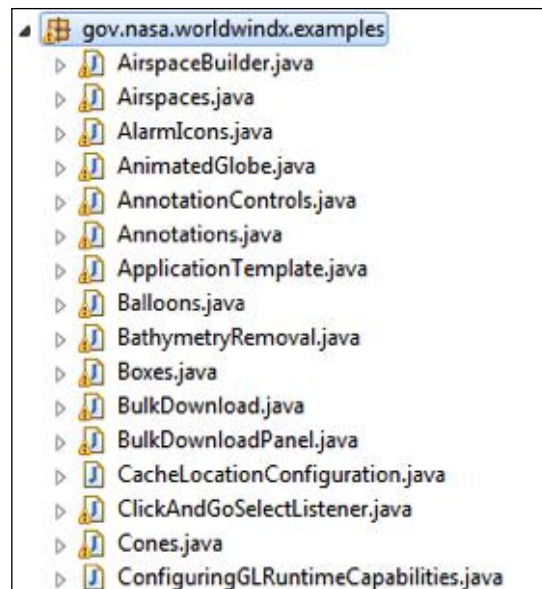 gov.nasa.worldwindx.examples
AirspaceBuilder.java
Airspaces.java
AlarmIcons.java
AnimatedGlobe.java
AnnotationControls.java
Annotations.java
ApplicationTemplate.java
Balloons.java
BathymetryRemoval.java
Boxes.java
BulkDownload.java
BulkDownloadPanel.java
CacheLocationConfiguration.java
ClickAndGoSelectListener.java
Cones.java
ConfiguringGLRuntimeCapabilities.java